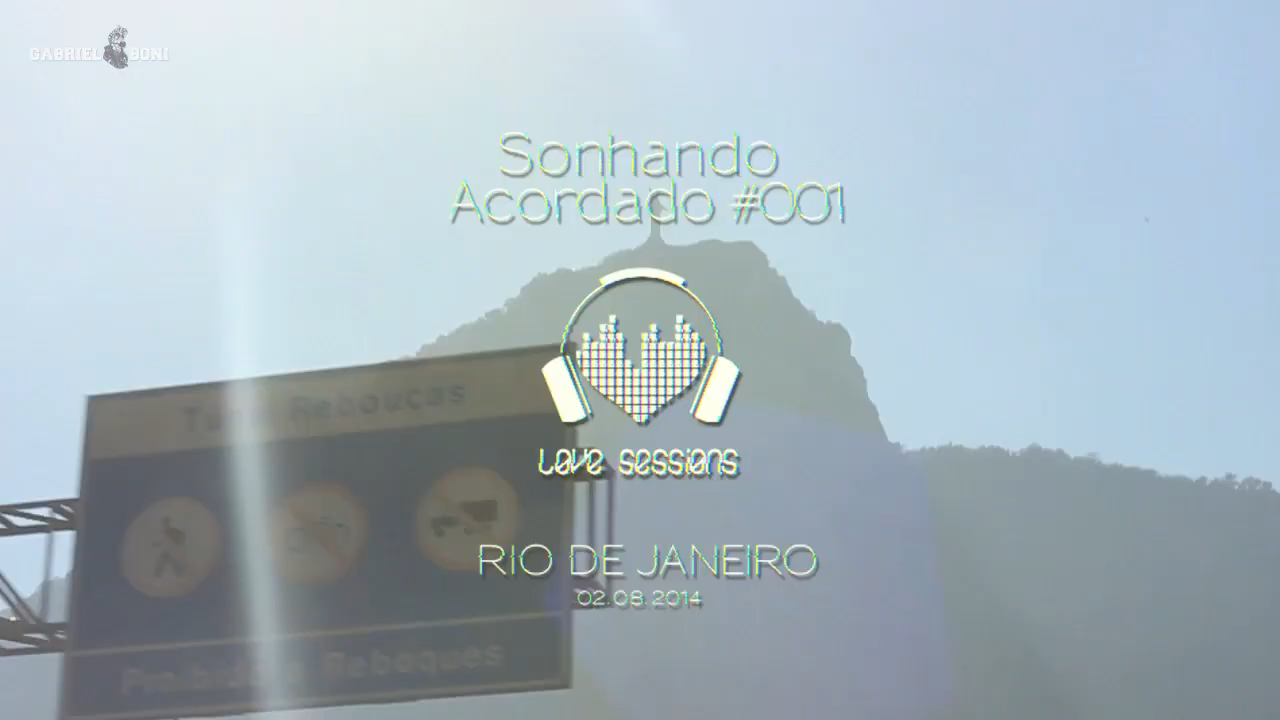 GABRIEL BONI
Sonhando
Acordado #001
Love sessions
RIO DE JANEIRO
02.08.2014
Rebouças
Reboques